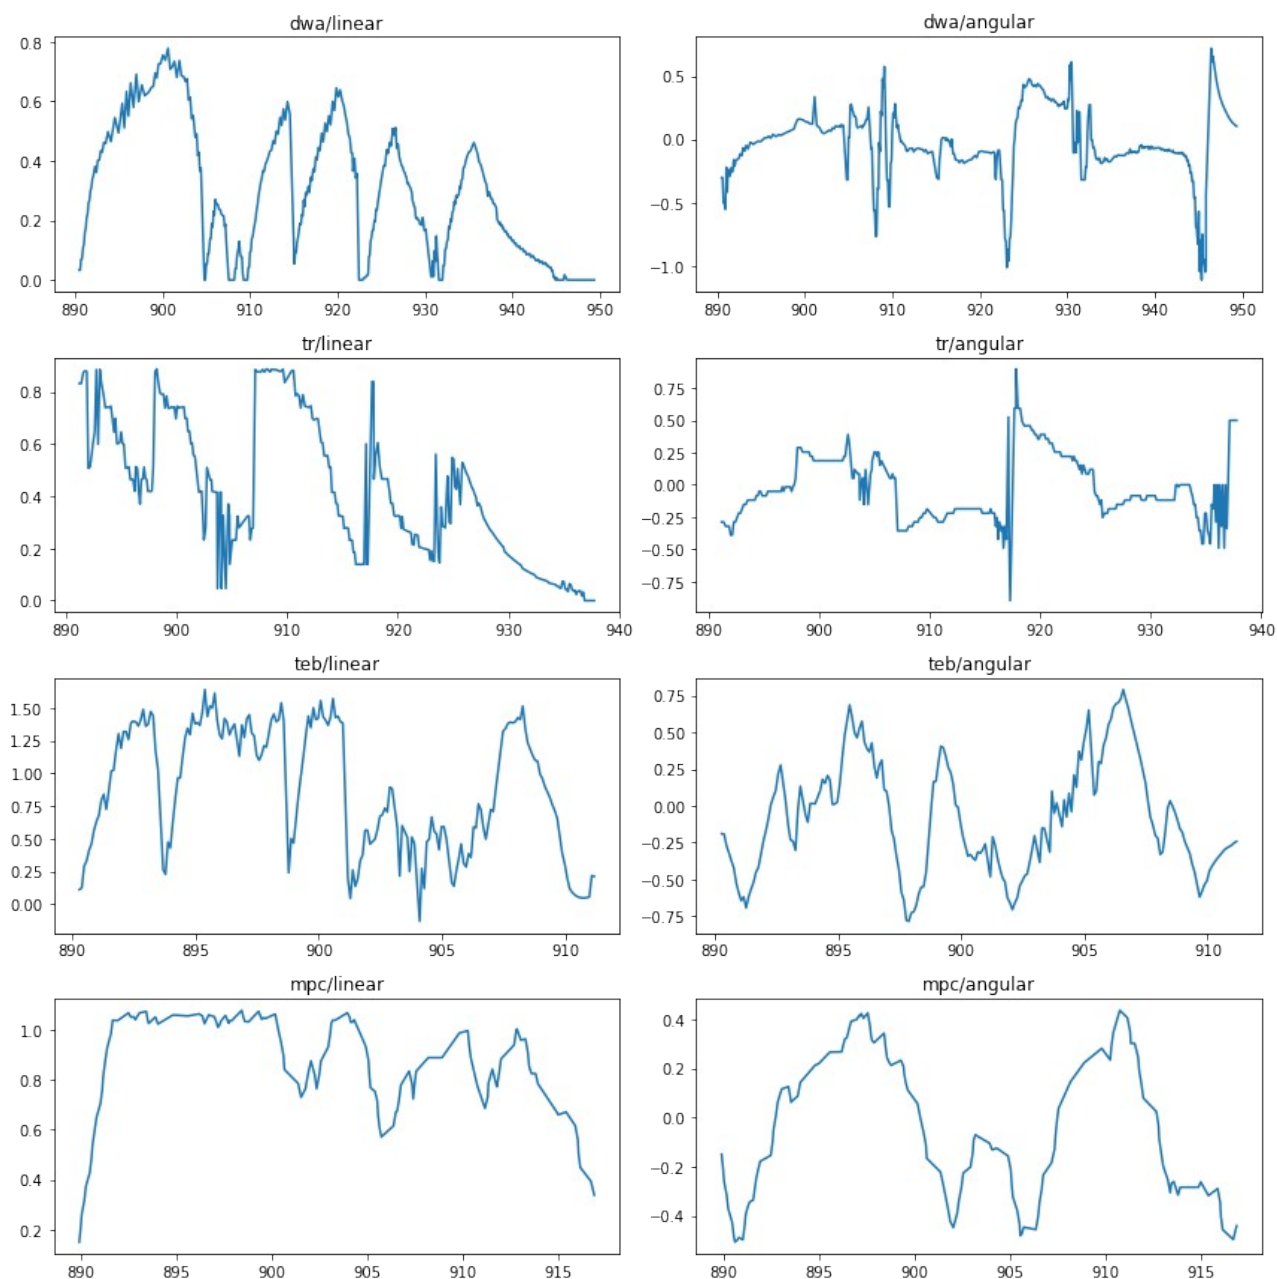 dwa/linear
0.8
0.6
0.4
0.2
0.0
890 900 910 920 930 940 950
dwa/angular
0.5
0.0
−0.5
−1.0
890 900 910 920 930 940 950
tr/linear
0.8
0.6
0.4
0.2
0.0
890 900 910 920 930 940
tr/angular
0.75
0.50
0.25
0.00
−0.25
−0.50
−0.75
890 900 910 920 930 940
teb/linear
1.50
1.25
1.00
0.75
0.50
0.25
0.00
890 895 900 905 910
teb/angular
0.75
0.50
0.25
0.00
−0.25
−0.50
−0.75
890 895 900 905 910
mpc/linear
1.0
0.8
0.6
0.4
0.2
890 895 900 905 910 915
mpc/angular
0.4
0.2
0.0
−0.2
−0.4
890 895 900 905 910 915